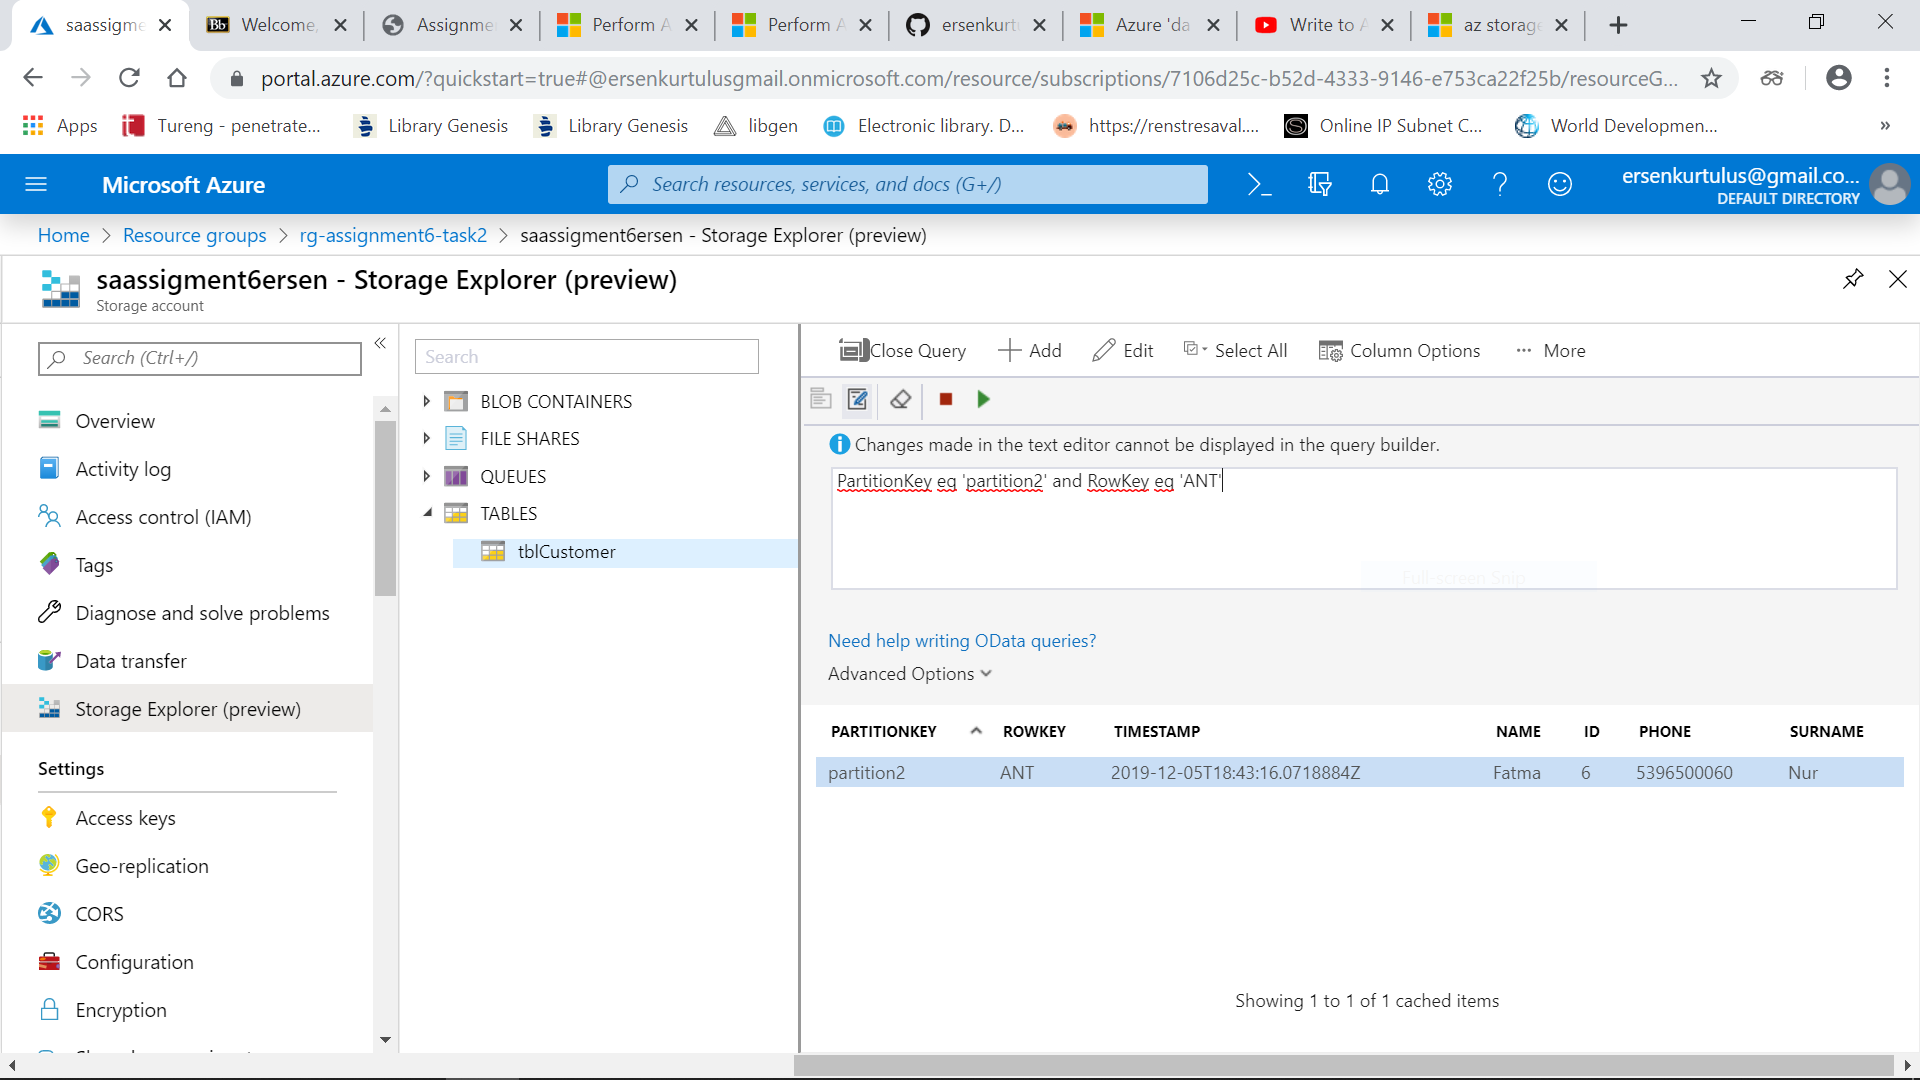 saassigme
Welcome,
Assignme
Perform A
Perform A
ersenkurt
Azure 'da
Write to A
az storag
portal.azure.com/?quickstart=true#@ersenkurtulusgmail.onmicrosoft.com/resource/subscriptions/7106d25c-b52d-4333-9146-e753ca22f25b/resourceG...
Apps
Tureng - penetrate...
Library Genesis
Library Genesis
libgen
Electronic library. D...
https://renstresaval....
Online IP Subnet C...
World Developmen...
Microsoft Azure
Search resources, services, and docs (G+/)
ersenkurtulus@gmail.co...
DEFAULT DIRECTORY
Home > Resource groups > rg-assignment6-task2 > saassigment6ersen - Storage Explorer (preview)
saassigment6ersen - Storage Explorer (preview)
Storage account
Search (Ctrl+/)
Overview
Activity log
Access control (IAM)
Tags
Diagnose and solve problems
Data transfer
Storage Explorer (preview)
Settings
Access keys
Geo-replication
CORS
Configuration
Encryption
Search
BLOB CONTAINERS
FILE SHARES
QUEUES
TABLES
tblCustomer
Close Query
Add
Edit
Select All
Column Options
More
Changes made in the text editor cannot be displayed in the query builder.
PartitionKey eq 'partition2' and RowKey eq 'ANT'
Full-screen Snip
Need help writing OData queries?
Advanced Options
PARTITIONKEY ROWKEY TIMESTAMP NAME ID PHONE SURNAME
partition2 ANT 2019-12-05T18:43:16.0718884Z Fatma 6 5396500060 Nur
Showing 1 to 1 of 1 cached items